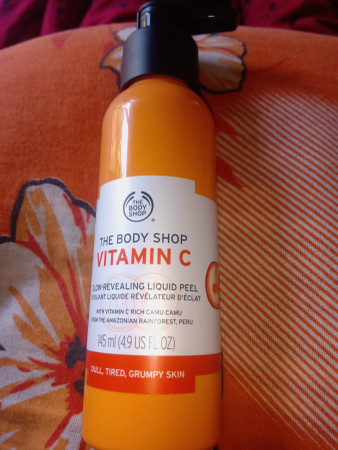 THE
BODY
SHOP
THE BODY SHOP
VITAMIN C
GLOW-REVEALING LIQUID PEEL
EXFOLIANT LIQUIDE RÉVÉLATEUR D'ÉCLAT
WITH VITAMIN C RICH CAMU CAMU
FROM THE AMAZONIAN RAINFOREST, PERU
145 ml (4.9 US FL OZ)
DULL, TIRED, GRUMPY SKIN